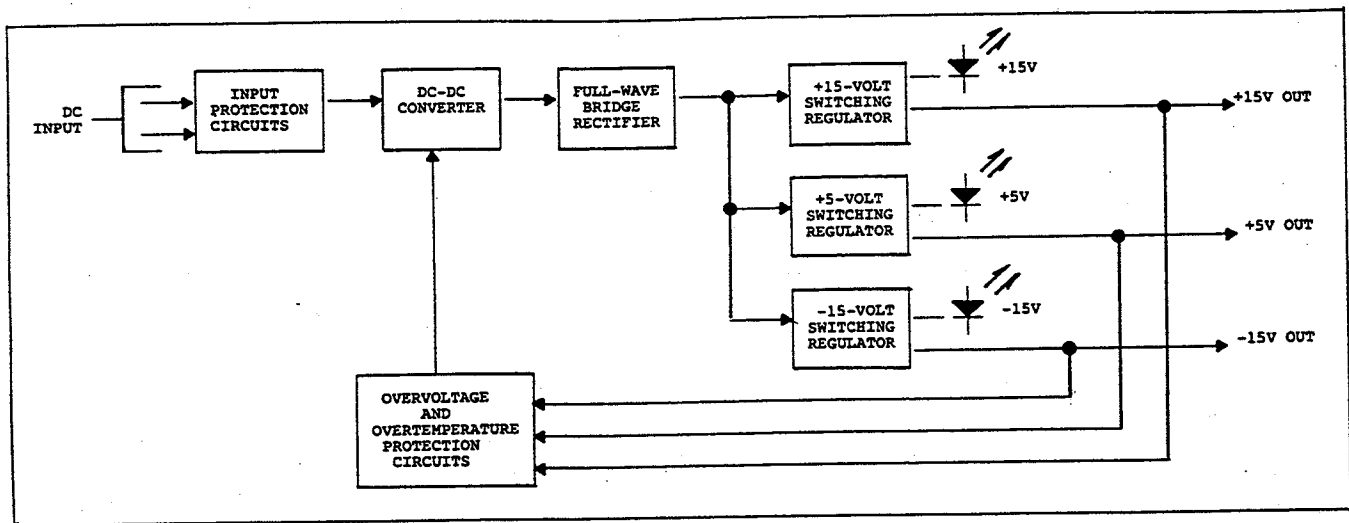 DC
INPUT
INPUT
PROTECTION
CIRCUITS
DC-DC
CONVERTER
FULL-WAVE
BRIDGE
RECTIFIER
+15-VOLT
SWITCHING
REGULATOR
+15V
+15V OUT
+5-VOLT
SWITCHING
REGULATOR
+5V
+5V OUT
-15-VOLT
SWITCHING
REGULATOR
-15V
-15V OUT
OVERVOLTAGE
AND
OVERTEMPERATURE
PROTECTION
CIRCUITS